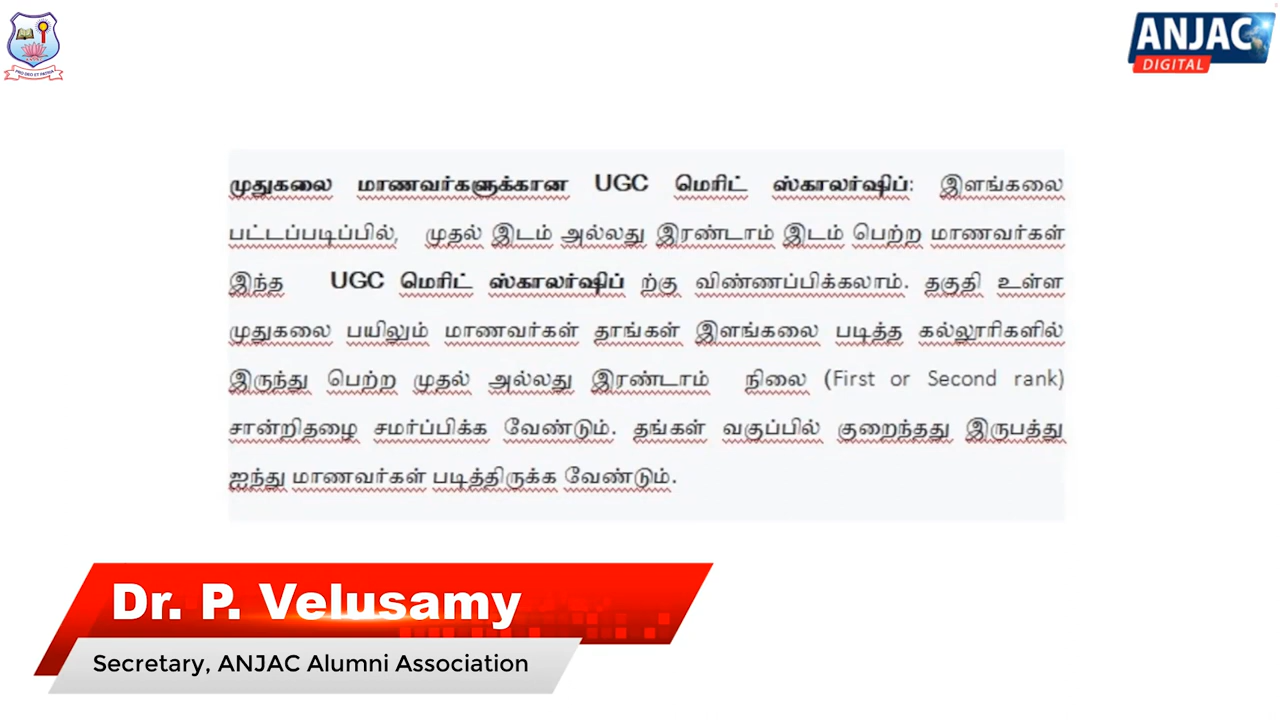 ANJAC
DIGITAL
முதுகலை மாணவர்களுக்கான UGC மெரிட் ஸ்காலர்ஷிப்: இளங்கலை
பட்டப்படிப்பில், முதல் இடம் அல்லது இரண்டாம் இடம் பெற்ற மாணவர்கள்
இந்த UGC மெரிட் ஸ்காலர்ஷிப் ற்கு விண்ணப்பிக்கலாம். தகுதி உள்ள
முதுகலை பயிலும் மாணவர்கள் தாங்கள் இளங்கலை படித்த கல்லூரிகளில்
இருந்து பெற்ற முதல் அல்லது இரண்டாம் நிலை (First or Second rank)
சான்றிதழை சமர்ப்பிக்க வேண்டும். தங்கள் வகுப்பில் குறைந்தது இருபத்து
ஐந்து மாணவர்கள் படித்திருக்க வேண்டும்.
Dr. P. Velusamy
Secretary, ANJAC Alumni Association